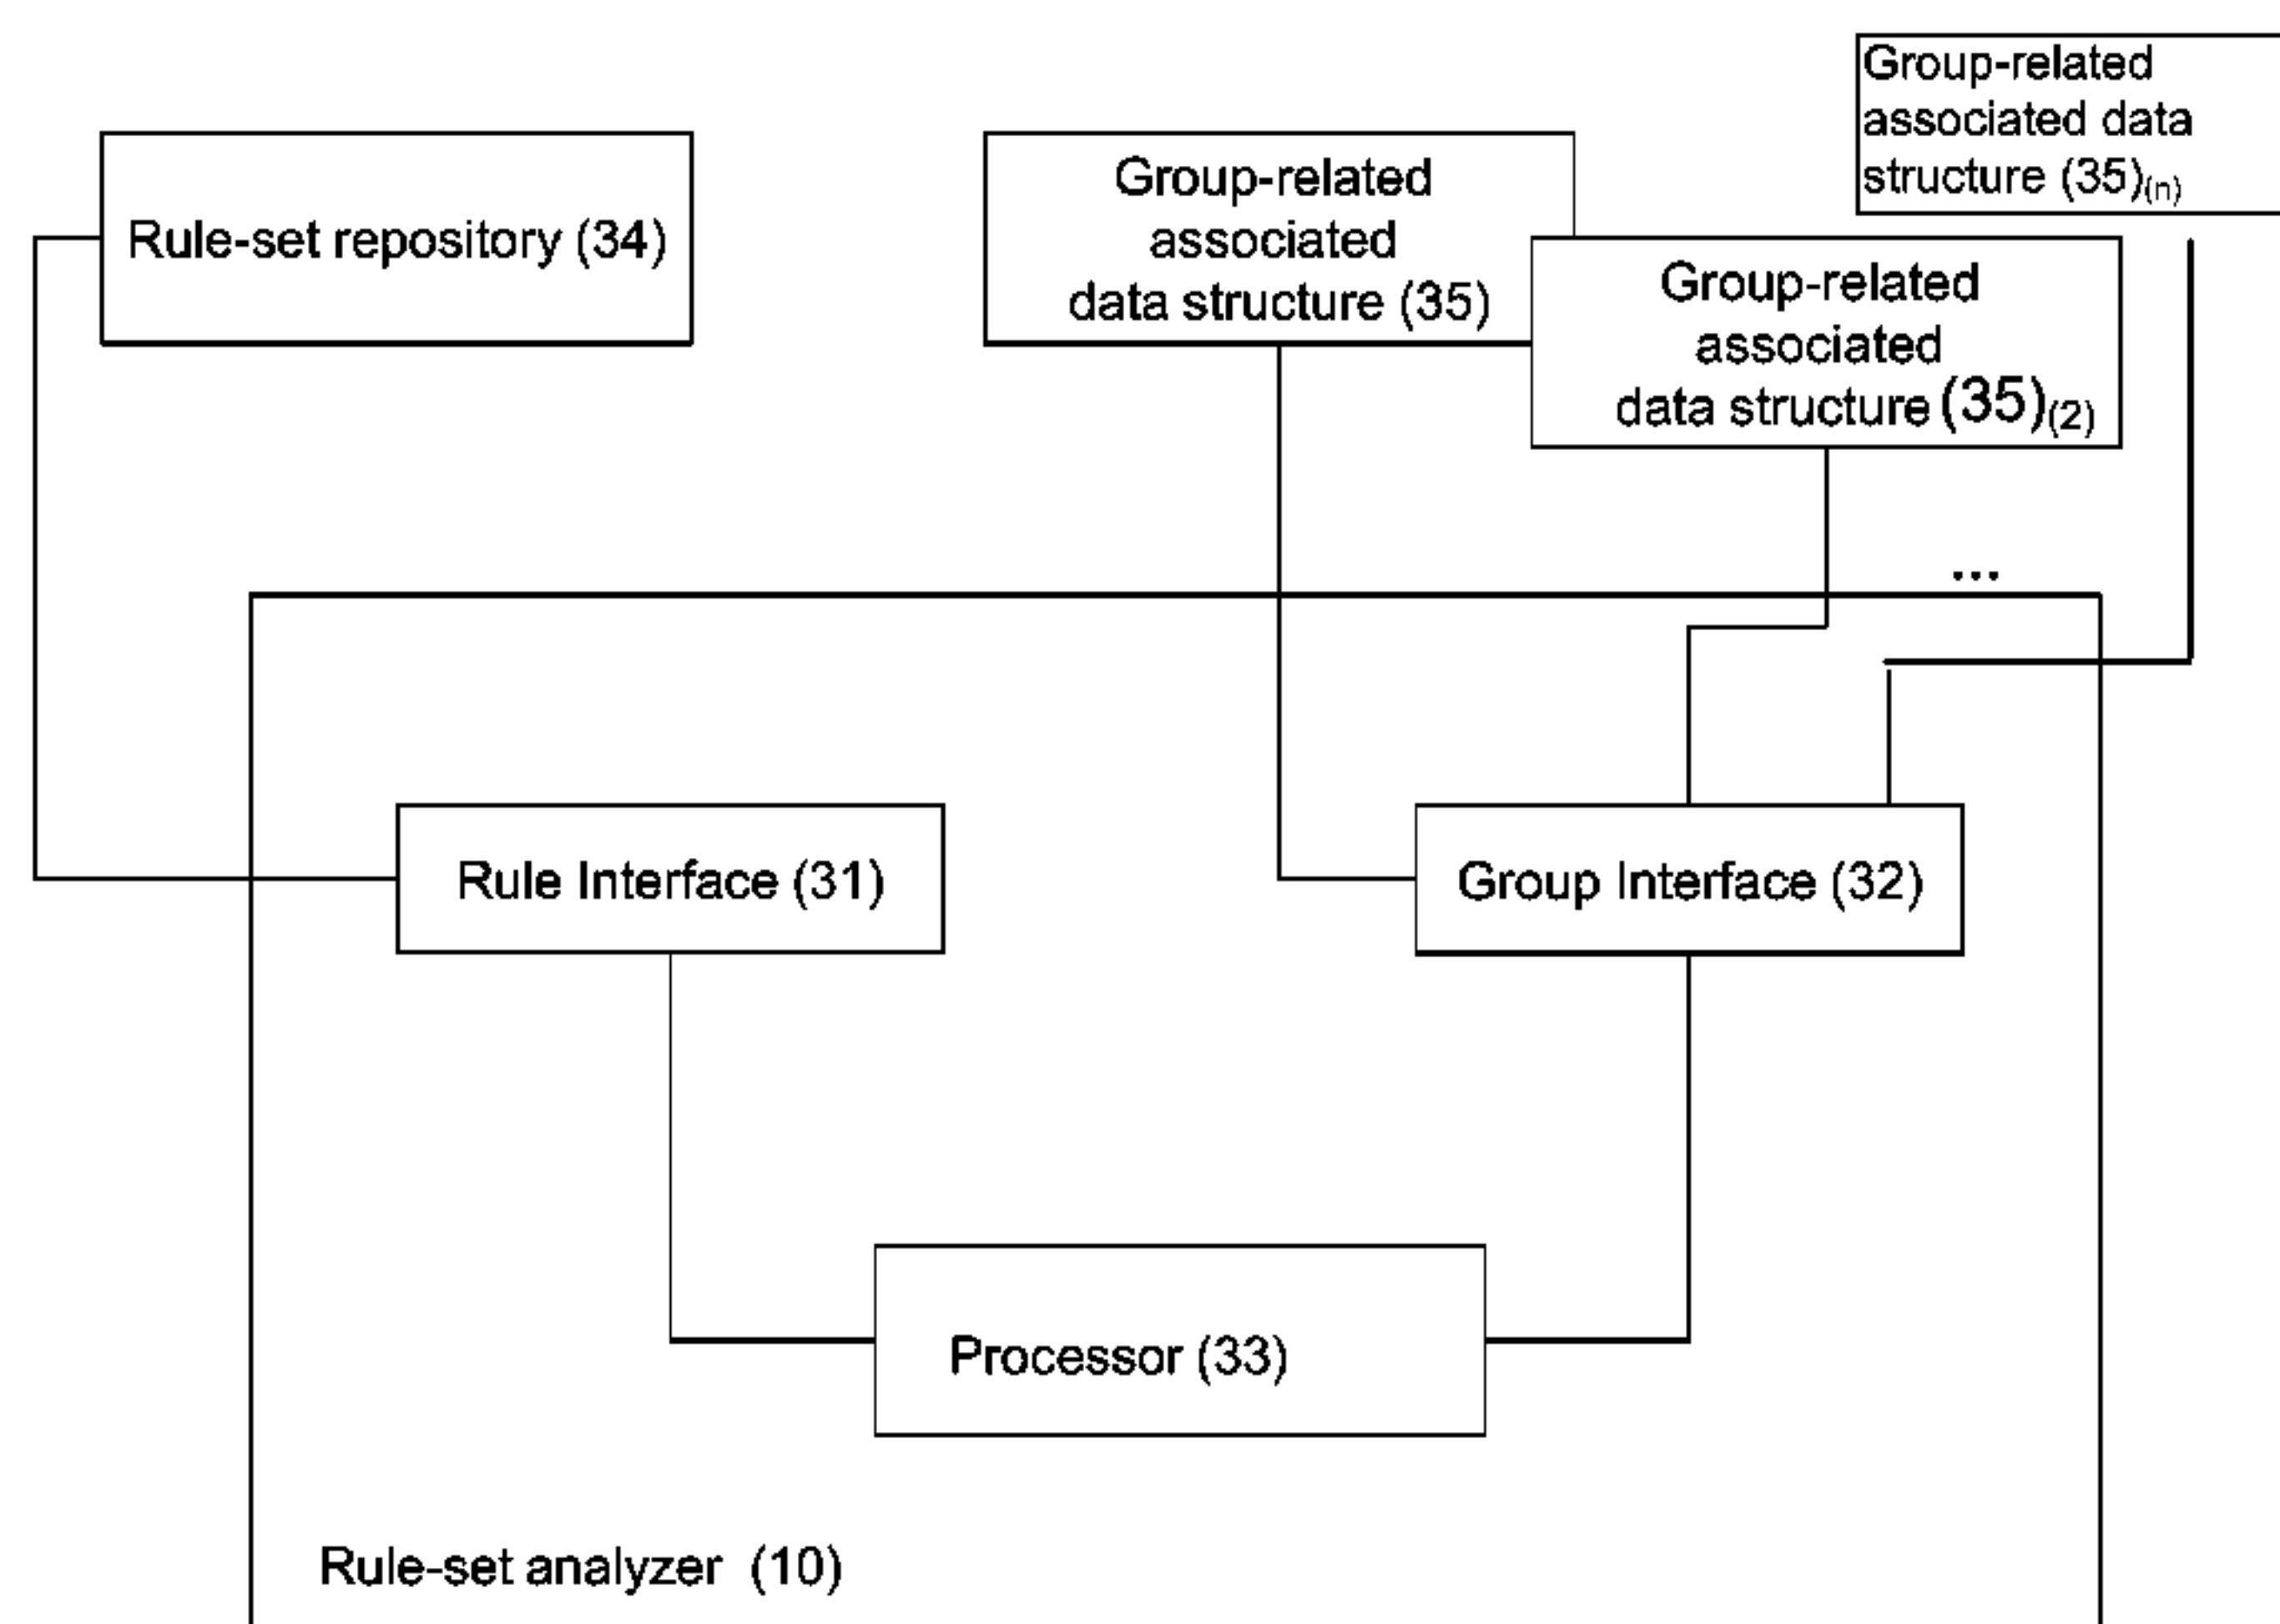 Group-related
associated data
structure (35)(n)
Rule-set repository (34)
Group-related
associated
data structure (35)
Group-related
associated
data structure (35)(2)
...
Rule Interface (31)
Group Interface (32)
Processor (33)
Rule-set analyzer (10)